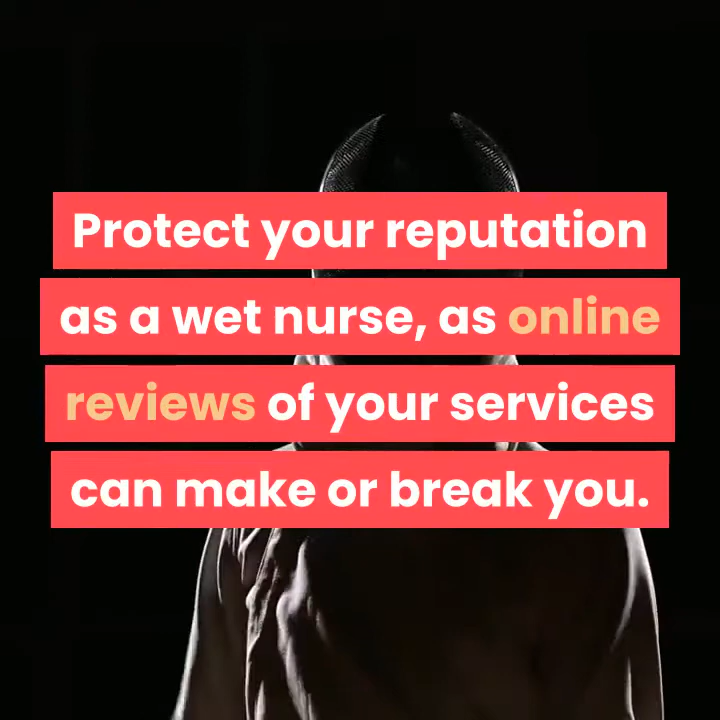 Protect your reputation
as a wet nurse, as online
reviews of your services
can make or break you.